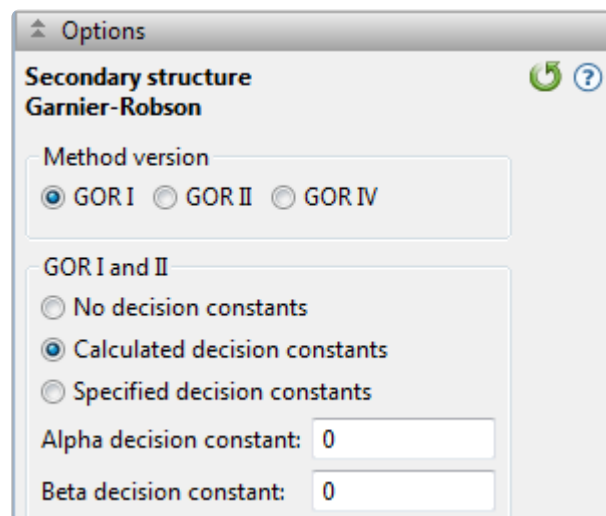 Options
Secondary structure
Garnier-Robson
Method version
GOR I GOR II GOR IV
GOR I and II
No decision constants
Calculated decision constants
Specified decision constants
Alpha decision constant: 0
Beta decision constant: 0